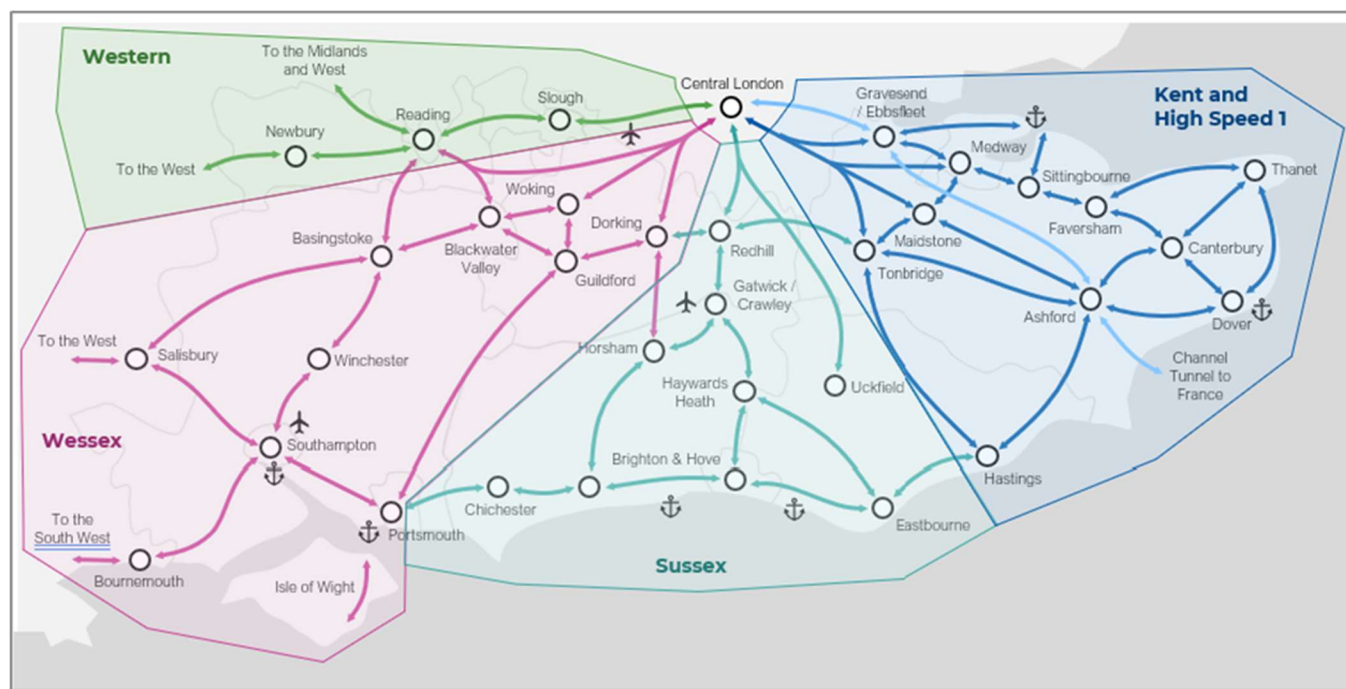 Western
To the Midlands
and West
Central London
Kent and
High Speed 1
Gravesend
/ Ebbsfleet
Slough
Reading
Newbury
To the West
Medway
Thanet
Sittingbourne
Woking
Faversham
Dorking
Basingstoke
Blackwater
Valley
Redhill
Maidstone
Canterbury
Guildford
Tonbridge
Gatwick /
Crawley
Ashford
Dover
To the West
Salisbury
Winchester
Horsham
Haywards
Heath
Uckfield
Channel
Tunnel to
France
Wessex
Southampton
Brighton & Hove
Hastings
Chichester
Eastbourne
To the
South West
Portsmouth
Bournemouth
Isle of Wight
Sussex